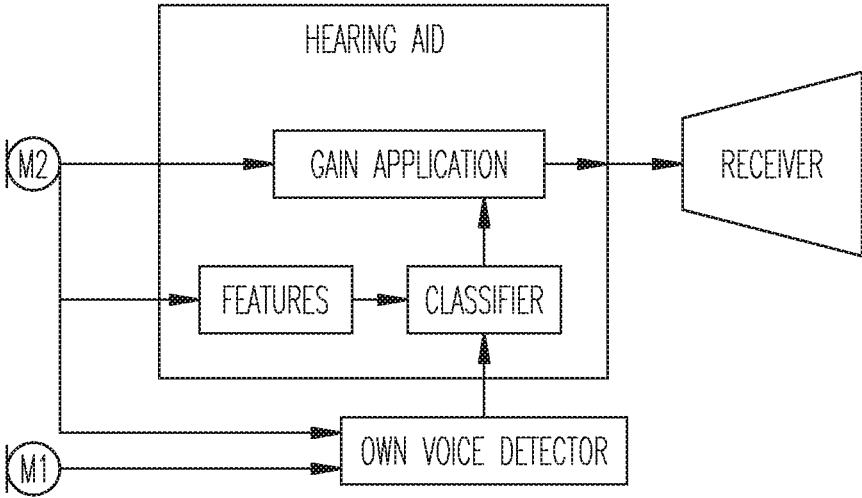 HEARING AID
M2
GAIN APPLICATION
RECEIVER
FEATURES
CLASSIFIER
OWN VOICE DETECTOR
M1